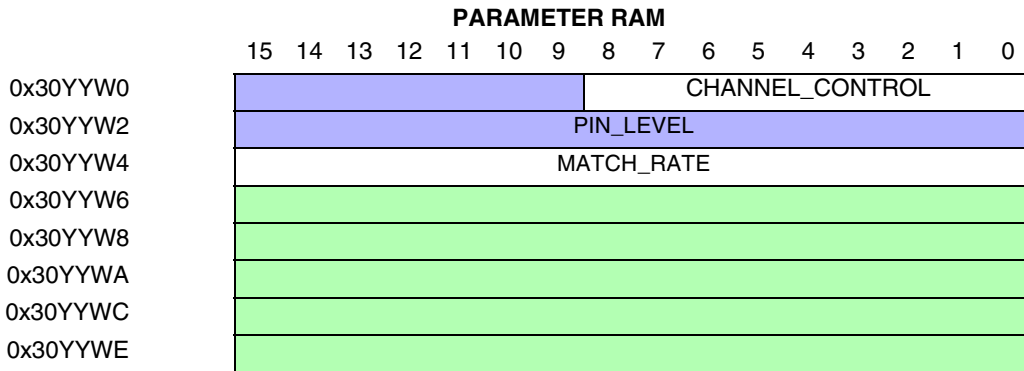 PARAMETER RAM
15 14 13 12 11 10 9 8 7 6 5 4 3 2 1 0
0x30YYW0 CHANNEL_CONTROL
0x30YYW2 PIN_LEVEL
0x30YYW4 MATCH_RATE
0x30YYW6
0x30YYW8
0x30YYWA
0x30YYWC
0x30YYWE